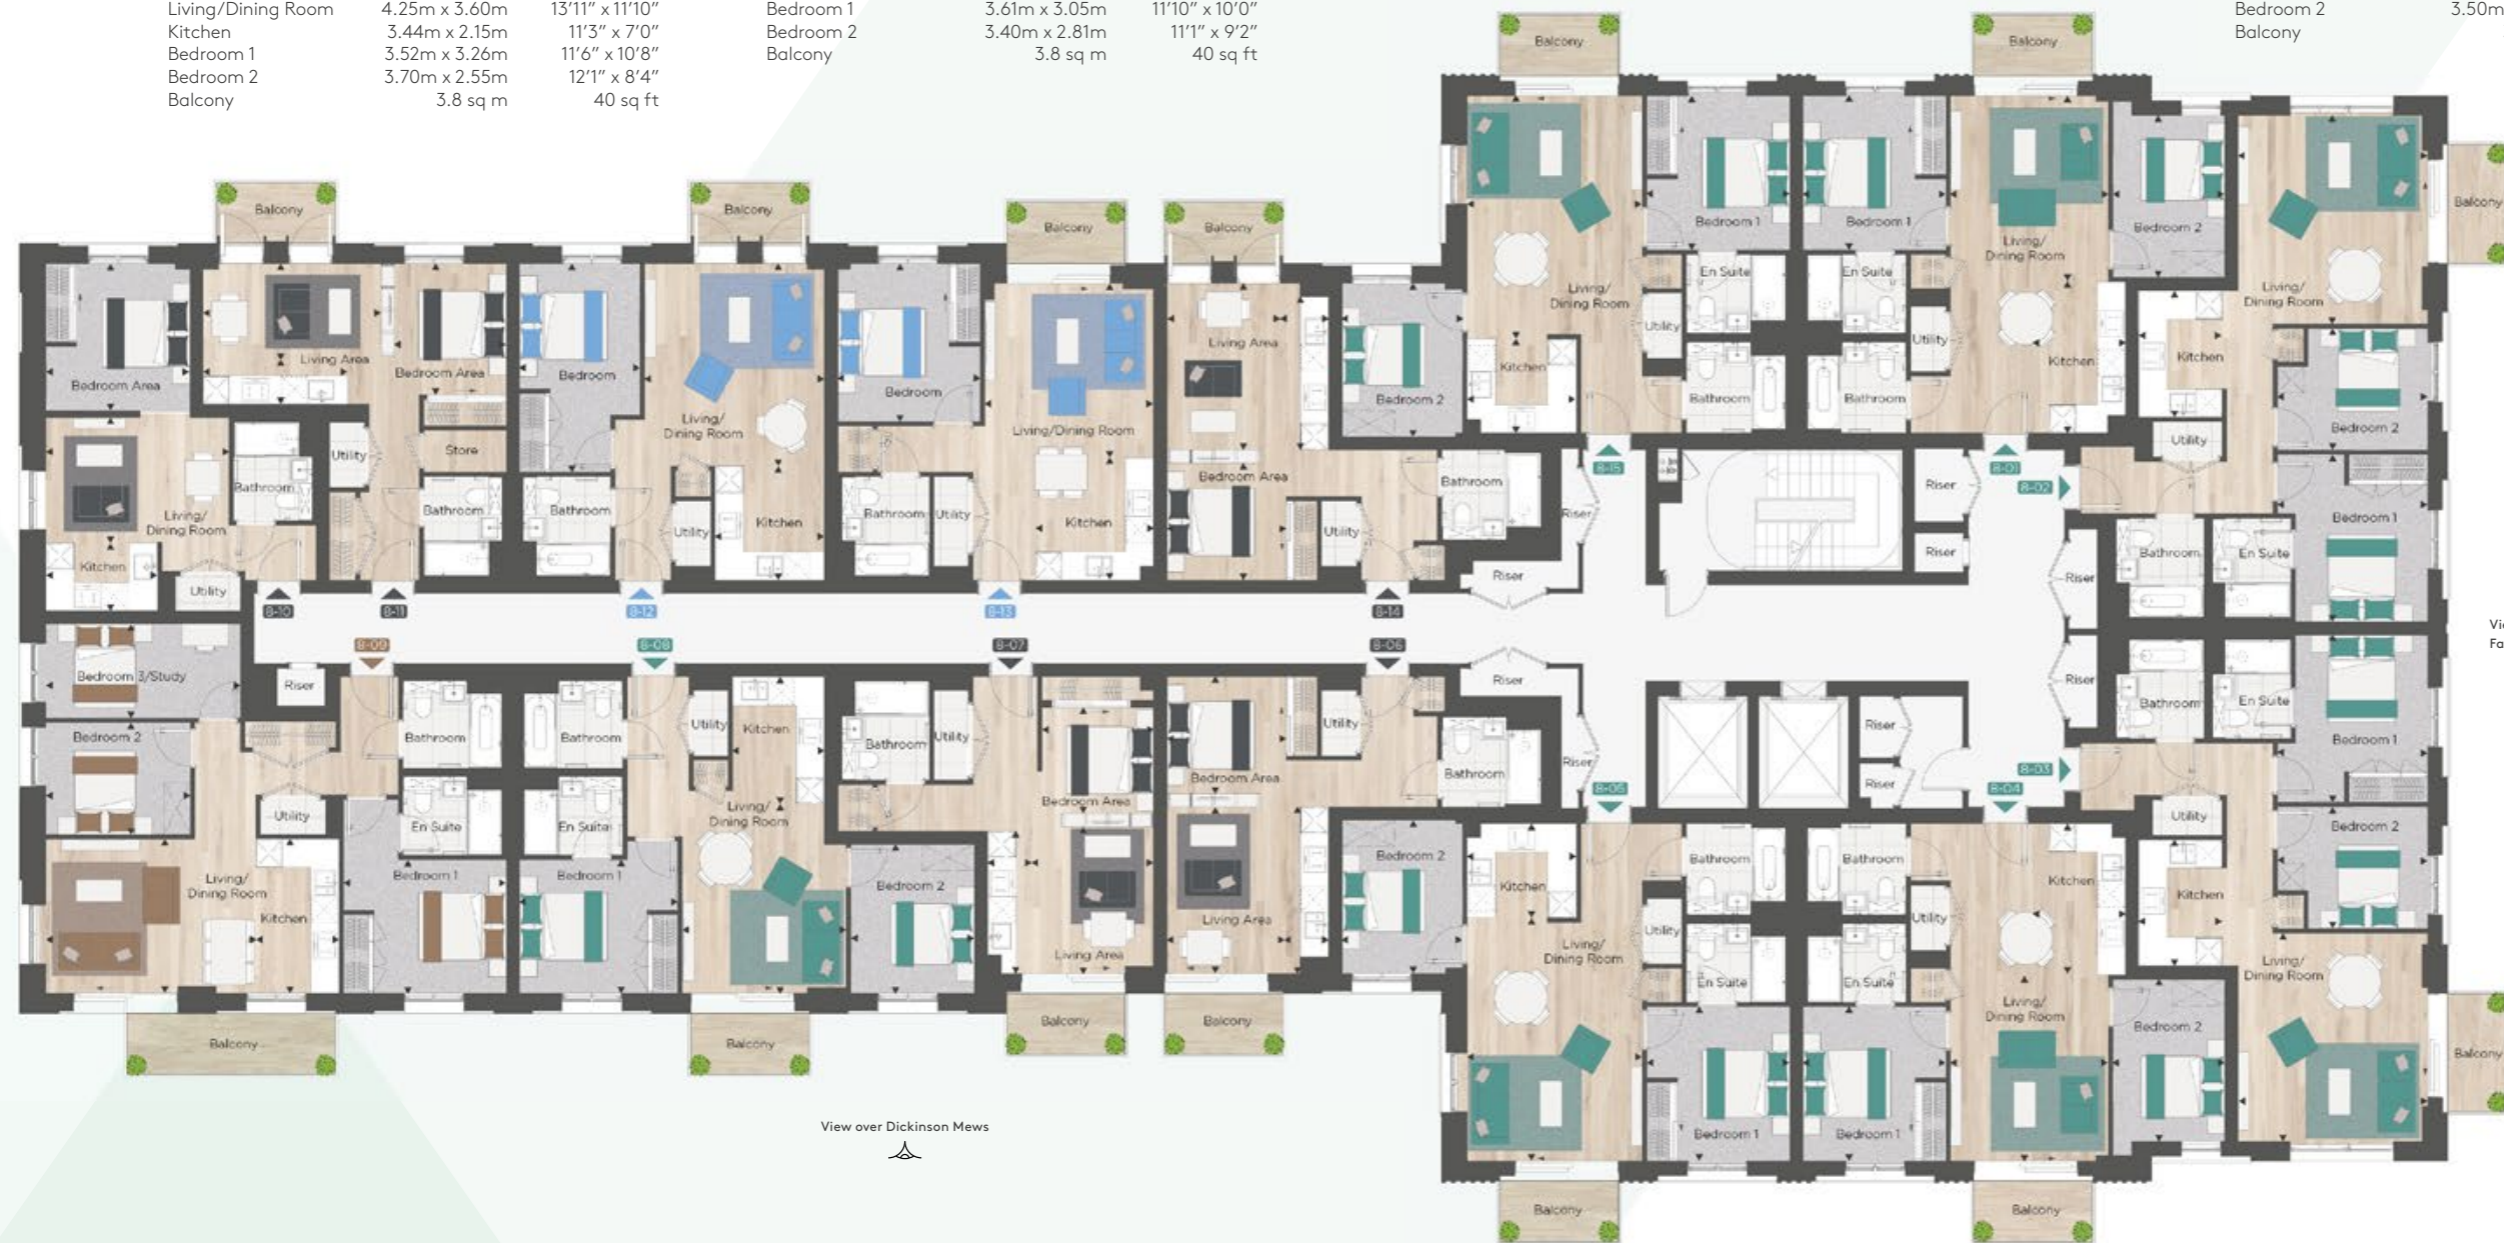 Living/Dining Room 4.25m x 3.60m 13’11” x 11’10”
Kitchen 3.44m x 2.15m 11’3” x 7’0”
Bedroom 1 3.52m x 3.26m 11’6” x 10’8”
Bedroom 2 3.70m x 2.55m 12’1” x 8’4”
Balcony 3.8 sq m 40 sq ft
Bedroom 1 3.61m x 3.05m 11’10” x 10’0”
Bedroom 2 3.40m x 2.81m 11’1” x 9’2”
Balcony 3.8 sq m 40 sq ft
Bedroom 2 3.50m
Balcony
Balcony
Balcony
Balcony
Balcony
Balcony
Balcony
Balcony
Bedroom 1
Bedroom 1
Bedroom 2
Living/
Dining Room
Living/
Dining Room
Living/
Dining Room
En Suite
En Suite
Utility
Utility
Kitchen
Kitchen
Kitchen
Bathroom
Bathroom
Bedroom 2
Utility
Bedroom Area
Living Area
Bedroom Area
Bedroom
Living/
Dining Room
Bedroom
Living/Dining Room
Living Area
Bedroom Area
Bedroom 2
Utility
Store
Bathroom
Bathroom
Bathroom
Utility
Kitchen
Bathroom
Utility
Kitchen
Utility
Bathroom
Living/
Dining Room
Kitchen
Utility
Riser
Riser
Riser
Riser
8-15
8-01
8-02
Bedroom 1
Bathroom
En Suite
Riser
8-10
8-11
8-12
8-13
8-14
8-09
8-08
8-07
8-06
Vi
Fa
Bedroom 3/Study
Riser
Bedroom 2
Bathroom
Utility
En Suite
Bedroom 1
Living/
Dining Room
Kitchen
Bathroom
Utility
Kitchen
En Suite
Living/
Dining Room
Bedroom 1
Bedroom 2
Bathroom
Utility
Bedroom Area
Living Area
Utility
Bedroom Area
Living Area
Bathroom
Bedroom 2
Riser
Riser
Riser
Riser
Riser
8-05
8-04
8-03
Bathroom
En Suite
Bedroom 1
Utility
Bedroom 2
Kitchen
Living/
Dining Room
Kitchen
Bathroom
Bathroom
Kitchen
Utility
Utility
Living/
Dining Room
En Suite
En Suite
Living/
Dining Room
Bedroom 1
Bedroom 1
Bedroom 2
Balcony
Balcony
Balcony
Balcony
Balcony
Balcony
Balcony
View over Dickinson Mews